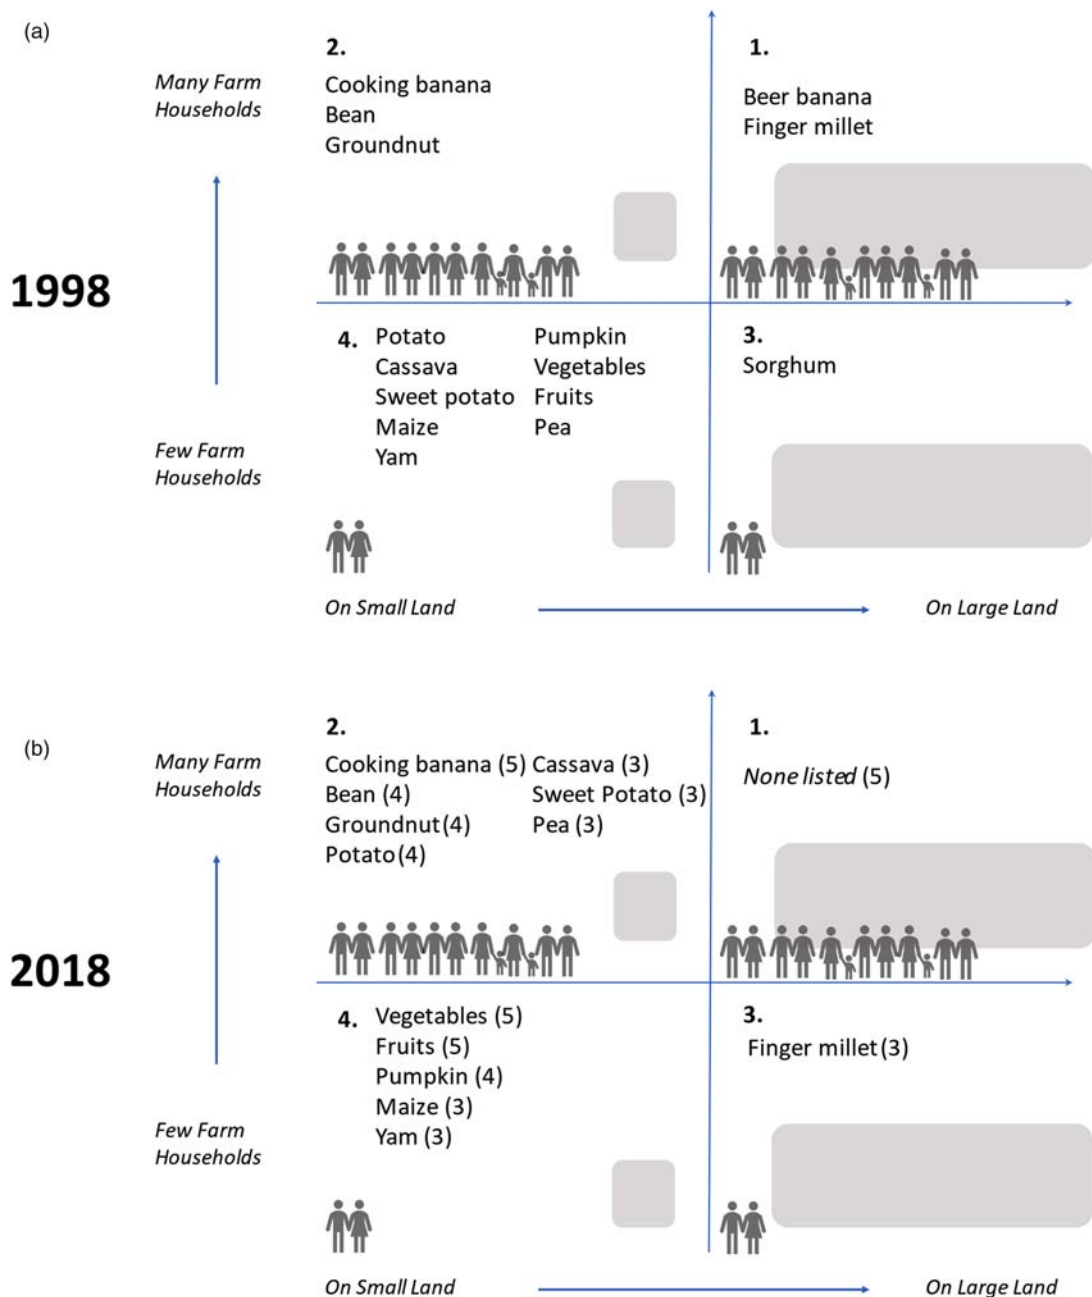 (a)
2.
1.
Many Farm
Households
Cooking banana
Bean
Groundnut
Beer banana
Finger millet
1998
4.
Potato
Cassava
Sweet potato
Maize
Yam
Pumpkin
Vegetables
Fruits
Pea
3.
Sorghum
Few Farm
Households
On Small Land
On Large Land
(b)
2.
1.
Many Farm
Households
Cooking banana (5)
Bean (4)
Groundnut (4)
Potato (4)
Cassava (3)
Sweet Potato (3)
Pea (3)
None listed (5)
2018
4.
Vegetables (5)
Fruits (5)
Pumpkin (4)
Maize (3)
Yam (3)
3.
Finger millet (3)
Few Farm
Households
On Small Land
On Large Land